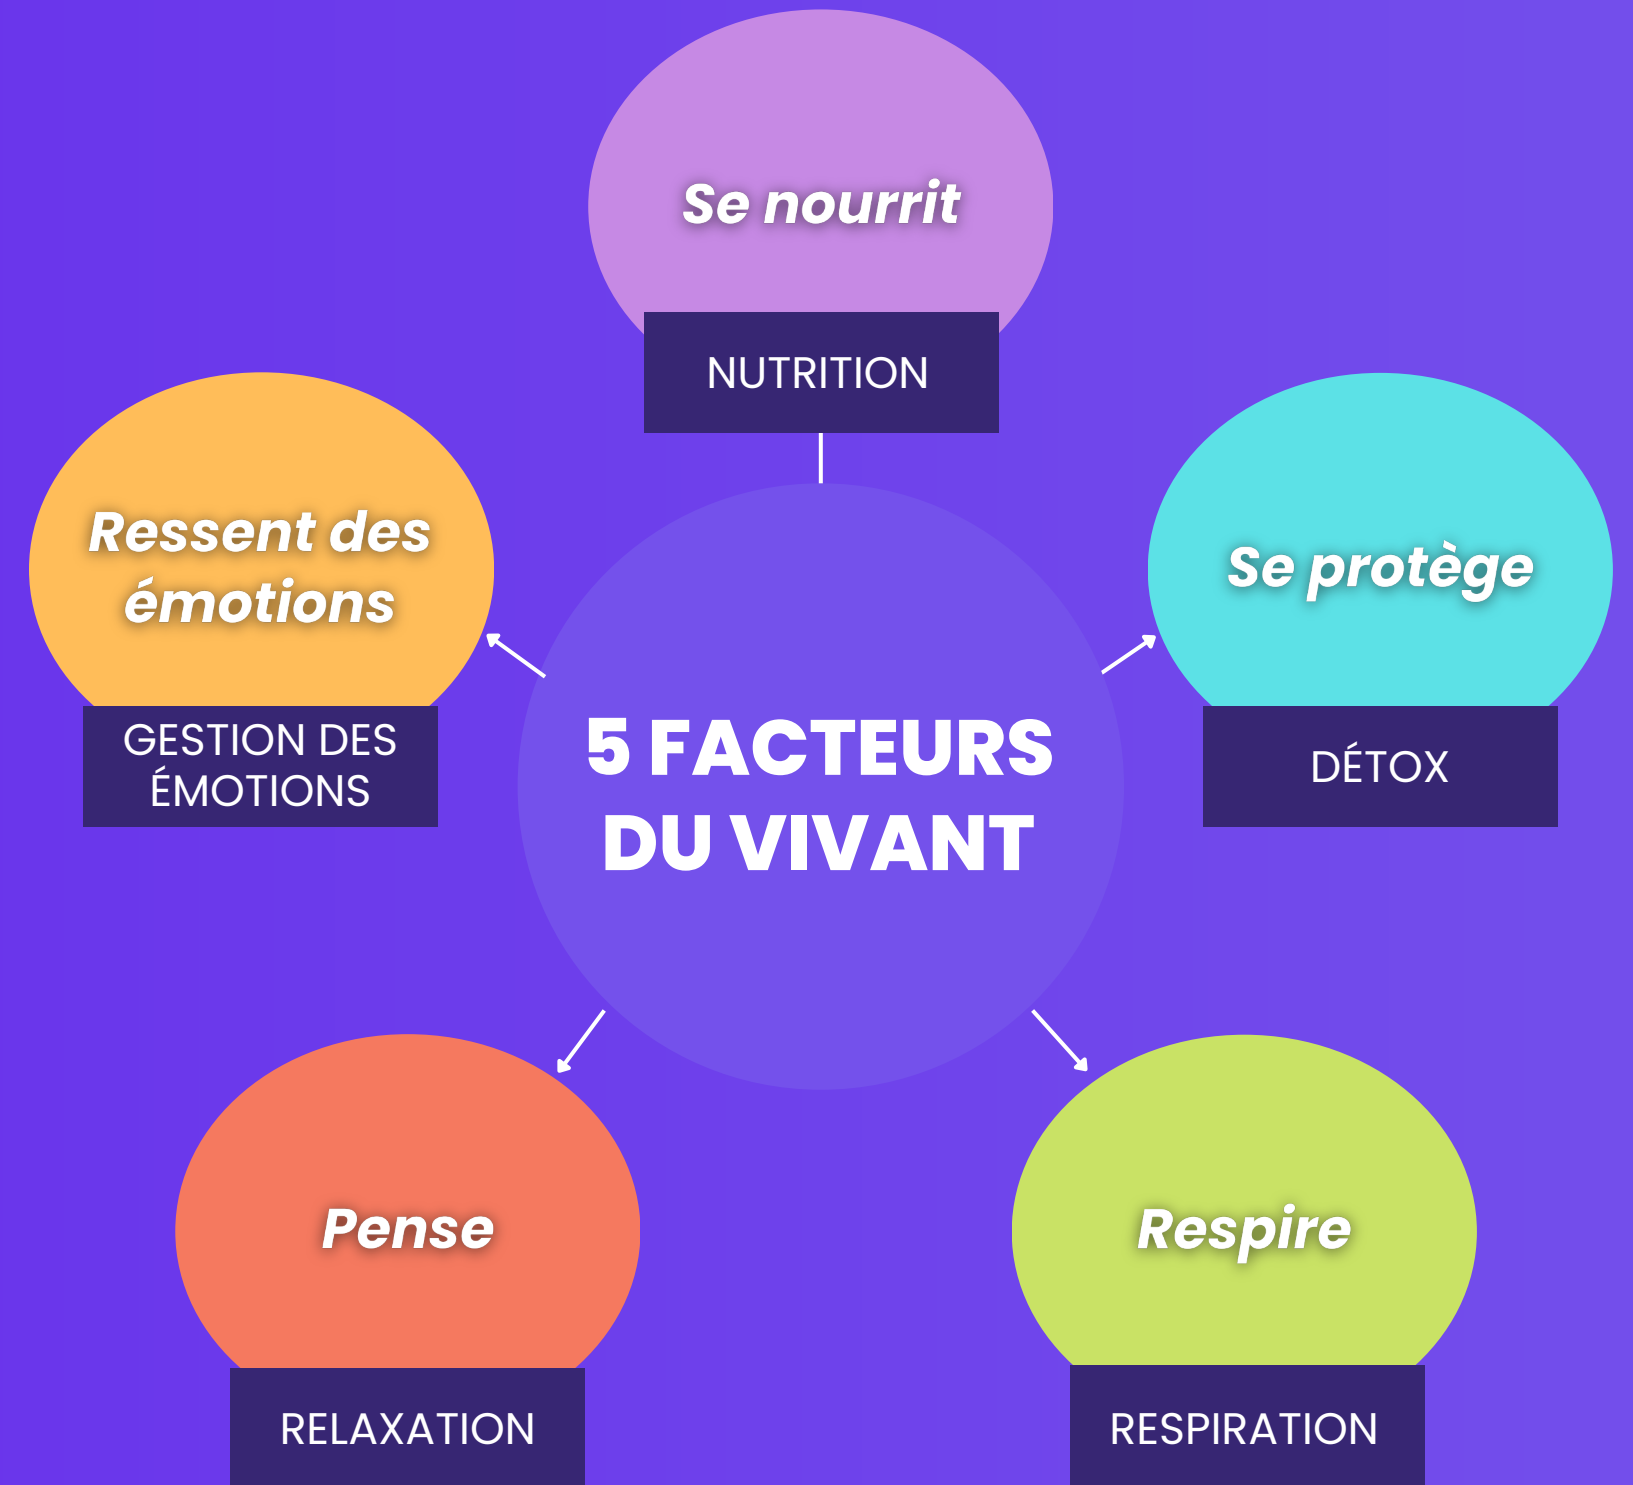 Se nourrit
NUTRITION
Ressent des
émotions
GESTION DES
ÉMOTIONS
Se protège
DÉTOX
5 FACTEURS
DU VIVANT
Pense
RELAXATION
Respire
RESPIRATION